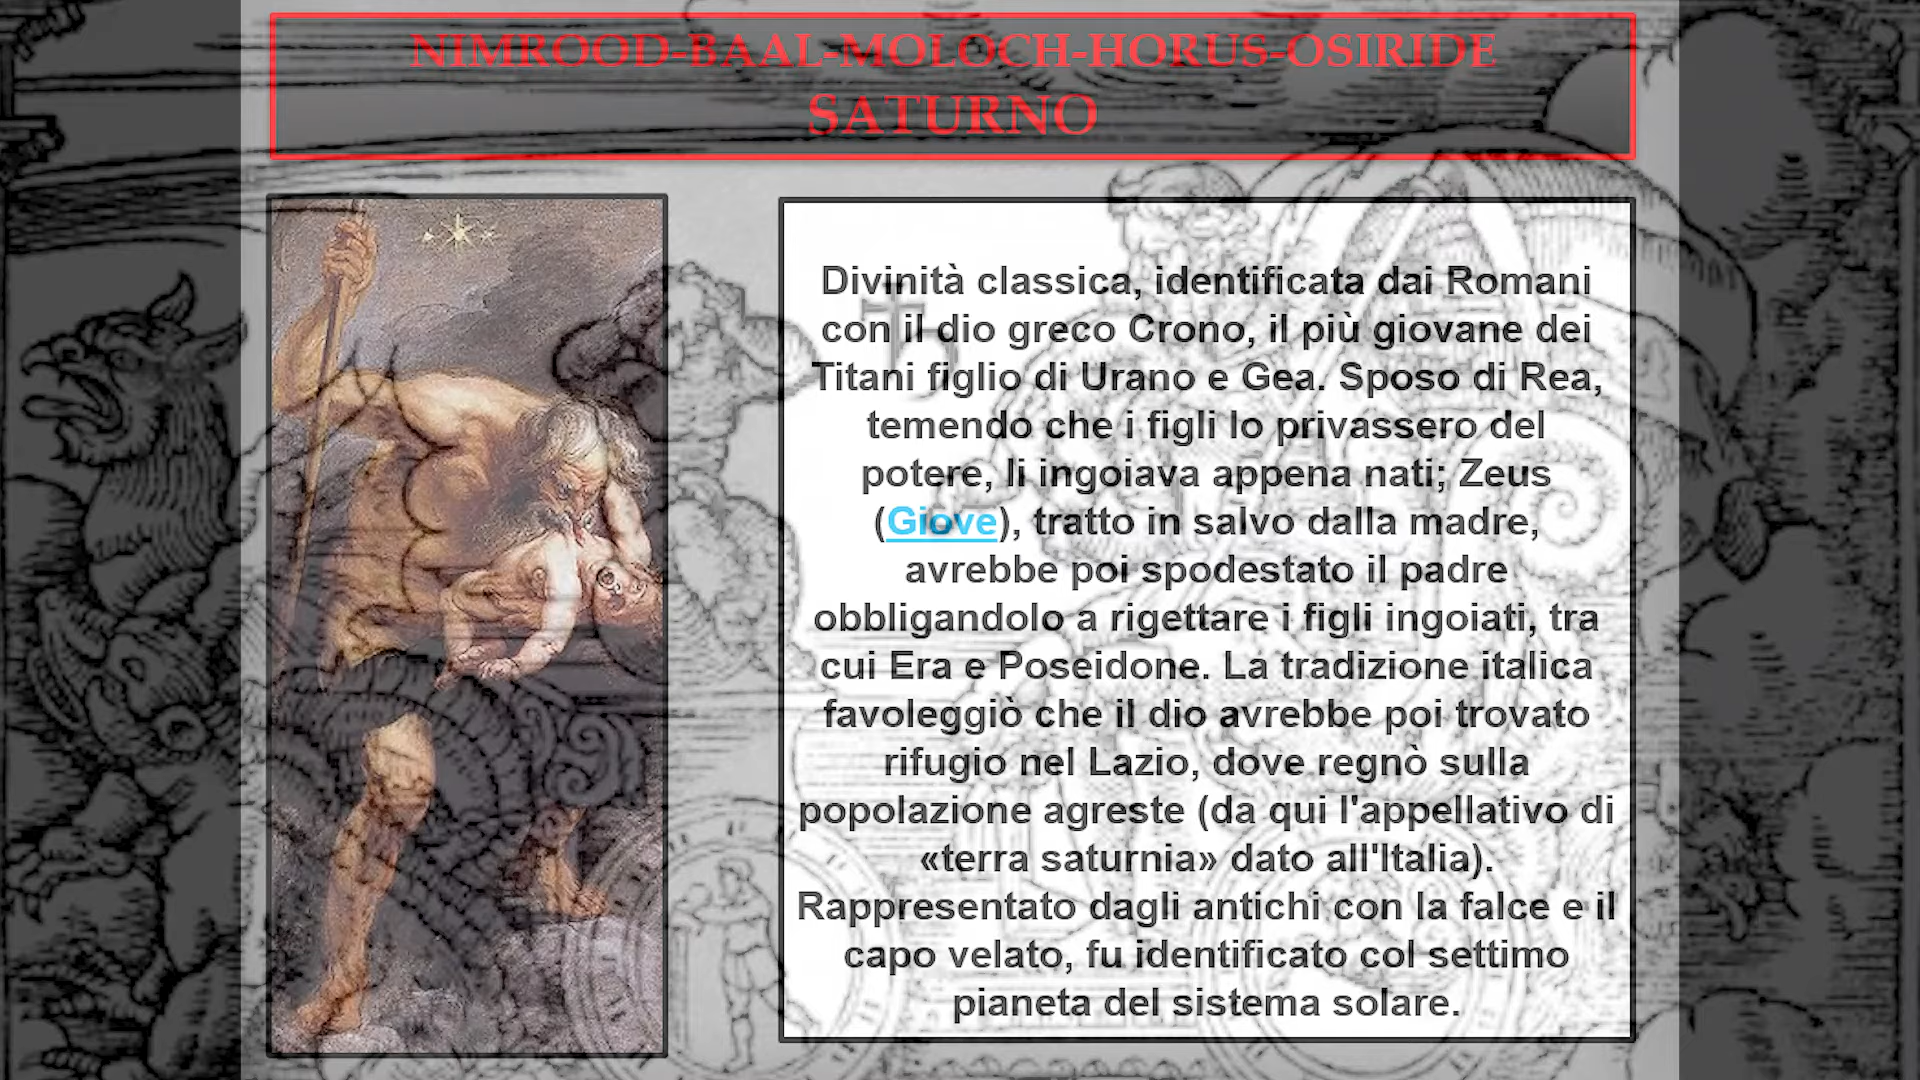 NIMROOD-BAAL-MOLOCH-HORUS-OSIRIDE
SATURNO
Divinità classica, identificata dai Romani
con il dio greco Crono, il più giovane dei
Titani figlio di Urano e Gea. Sposo di Rea,
temendo che i figli lo privassero del
potere, li ingoiava appena nati; Zeus
(Giove), tratto in salvo dalla madre,
avrebbe poi spodestato il padre
obbligandolo a rigettare i figli ingoiati, tra
cui Era e Poseidone. La tradizione italica
favoleggiò che il dio avrebbe poi trovato
rifugio nel Lazio, dove regnò sulla
popolazione agreste (da qui l'appellativo di
«terra saturnia» dato all'Italia).
Rappresentato dagli antichi con la falce e il
capo velato, fu identificato col settimo
pianeta del sistema solare.